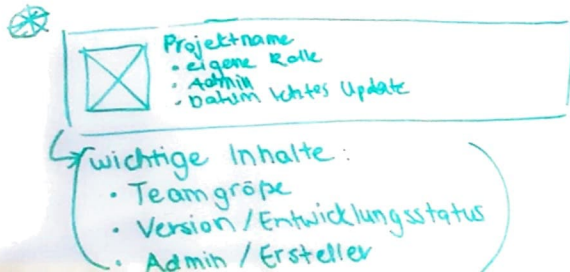 Projektname
• eigene Rolle
• Admin
• Datum letztes Update
wichtige Inhalte:
• Teamgröße
• Version/Entwicklungsstatus
• Admin/Ersteller